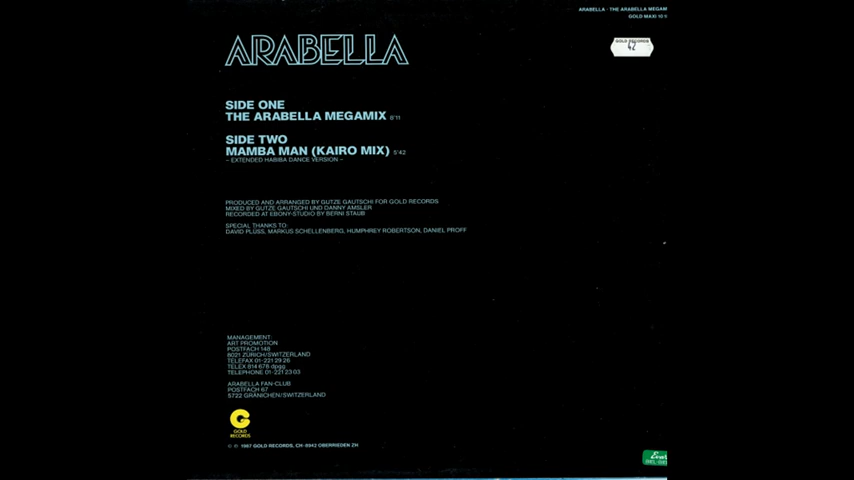 ARABELLA · THE ARABELLA MEGAM
GOLD MAXI
ARABELLA
GOLD RECORDS
42
SIDE ONE
THE ARABELLA MEGAMIX 8'11
SIDE TWO
MAMBA MAN (KAIRO MIX) 5'42
– EXTENDED HABIBA DANCE VERSION –
PRODUCED AND ARRANGED BY GUTZE GAUTSCHI FOR GOLD RECORDS
MIXED BY GUTZE GAUTSCHI UND DANNY AMSLER
RECORDED AT EBONY-STUDIO BY BERNI STAUB
SPECIAL THANKS TO:
DAVID PLÜSS, MARKUS SCHELLENBERG, HUMPHREY ROBERTSON, DANIEL PROFF
MANAGEMENT:
ART PROMOTION
POSTFACH 148
8021 ZÜRICH/SWITZERLAND
TELEFAX 01-221 29 26
TELEX 814 678 dpgg
TELEPHONE 01-221 23 03
ARABELLA FAN-CLUB
POSTFACH 67
5722 GRÄNICHEN/SWITZERLAND
G
GOLD
RECORDS
© ℗ 1987 GOLD RECORDS, CH-8942 OBERRIEDEN ZH